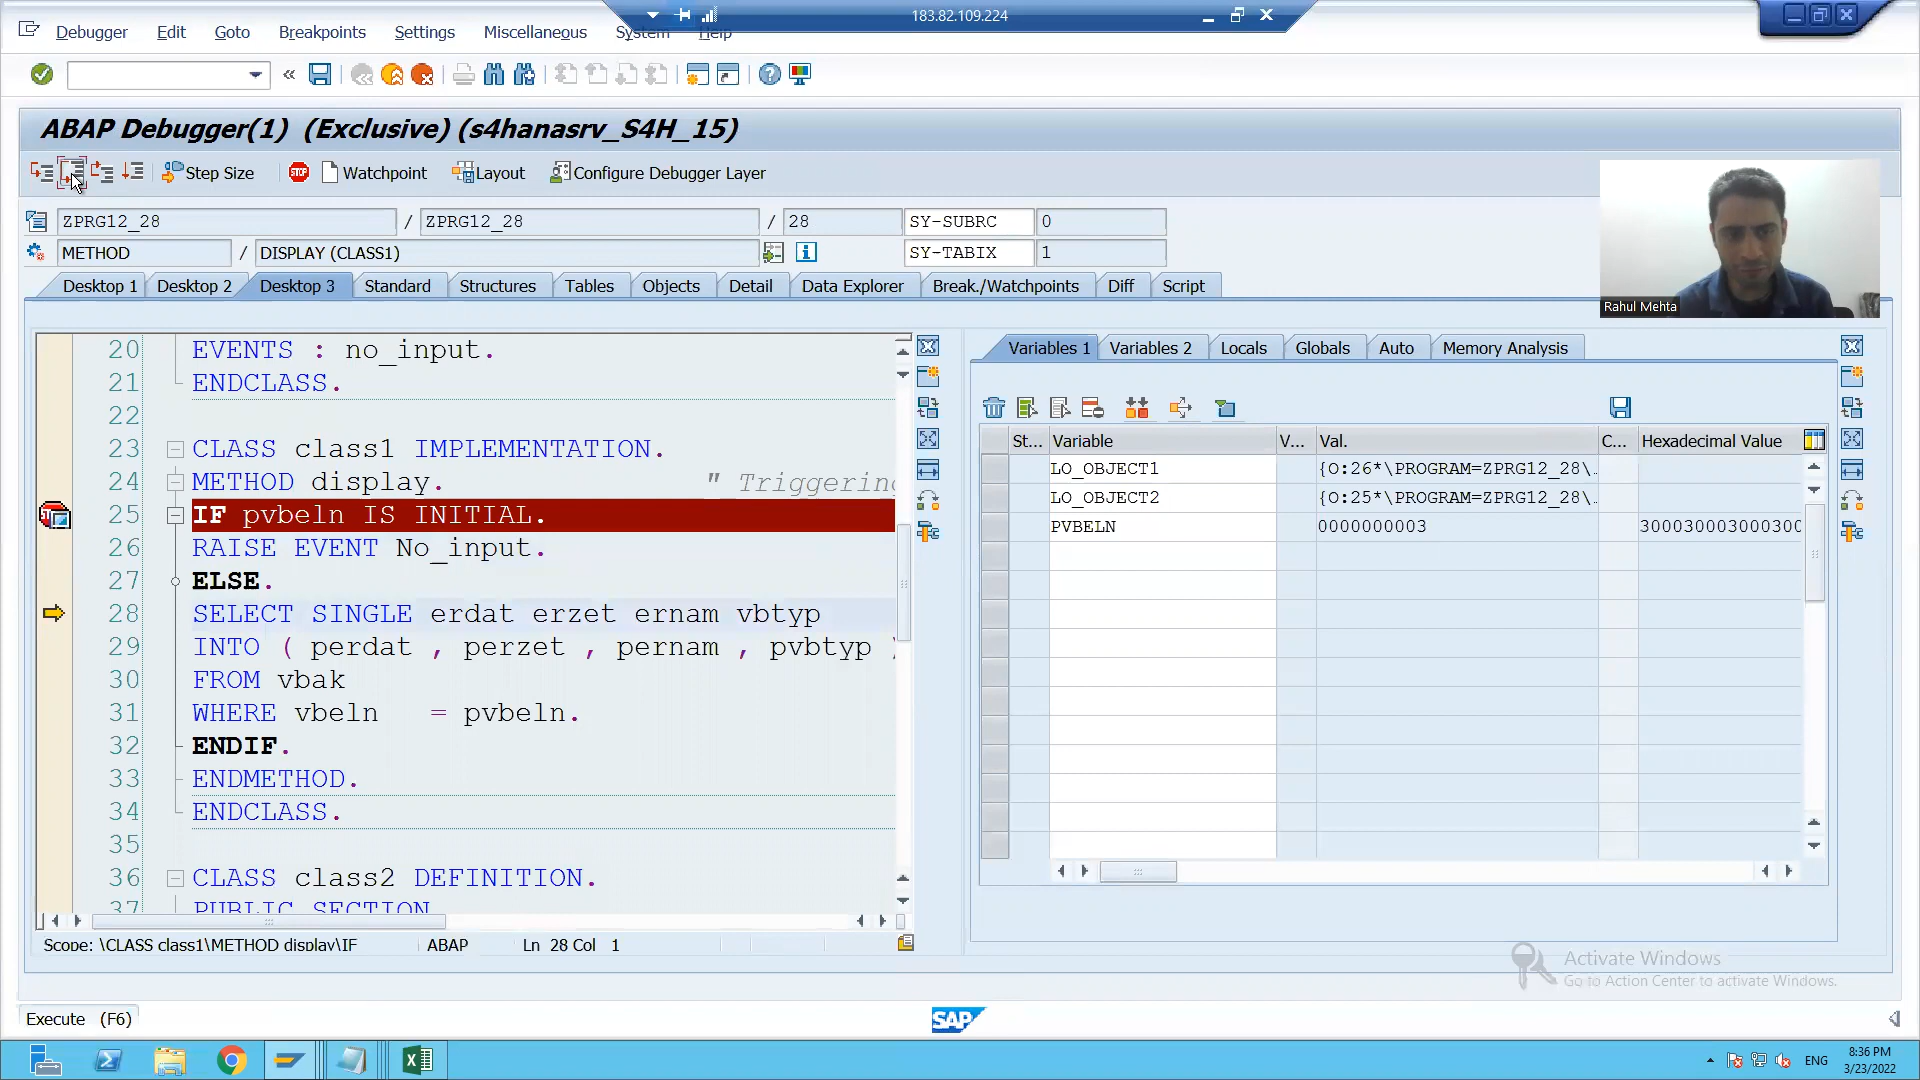 183.82.109.224
Debugger Edit Goto Breakpoints Settings Miscellaneous System Help
ABAP Debugger(1) (Exclusive) (s4hanasrv_S4H_15)
Step Size STOP Watchpoint Layout Configure Debugger Layer
ZPRG12_28 / ZPRG12_28 / 28 SY-SUBRC 0
METHOD / DISPLAY (CLASS1) SY-TABIX 1
Rahul Mehta
Desktop 1 Desktop 2 Desktop 3 Standard Structures Tables Objects Detail Data Explorer Break./Watchpoints Diff Script
20 EVENTS : no_input.
21 ENDCLASS.
22
23 CLASS class1 IMPLEMENTATION.
24 METHOD display. " Triggering
25 IF pvbeln IS INITIAL.
26 RAISE EVENT No_input.
27 ELSE.
28 SELECT SINGLE erdat erzet ernam vbtyp
29 INTO ( perdat , perzet , pernam , pvbtyp )
30 FROM vbak
31 WHERE vbeln = pvbeln.
32 ENDIF.
33 ENDMETHOD.
34 ENDCLASS.
35
36 CLASS class2 DEFINITION.
37 PUBLIC SECTION
Scope: \CLASS class1\METHOD display\IF ABAP Ln 28 Col 1
Variables 1 Variables 2 Locals Globals Auto Memory Analysis
St... Variable V... Val. C... Hexadecimal Value
LO_OBJECT1 {O:26*\PROGRAM=ZPRG12_28\..
LO_OBJECT2 {O:25*\PROGRAM=ZPRG12_28\..
PVBELN 0000000003 300030003000300
Activate Windows
Go to Action Center to activate Windows.
Execute (F6)
SAP
ENG
8:36 PM
3/23/2022